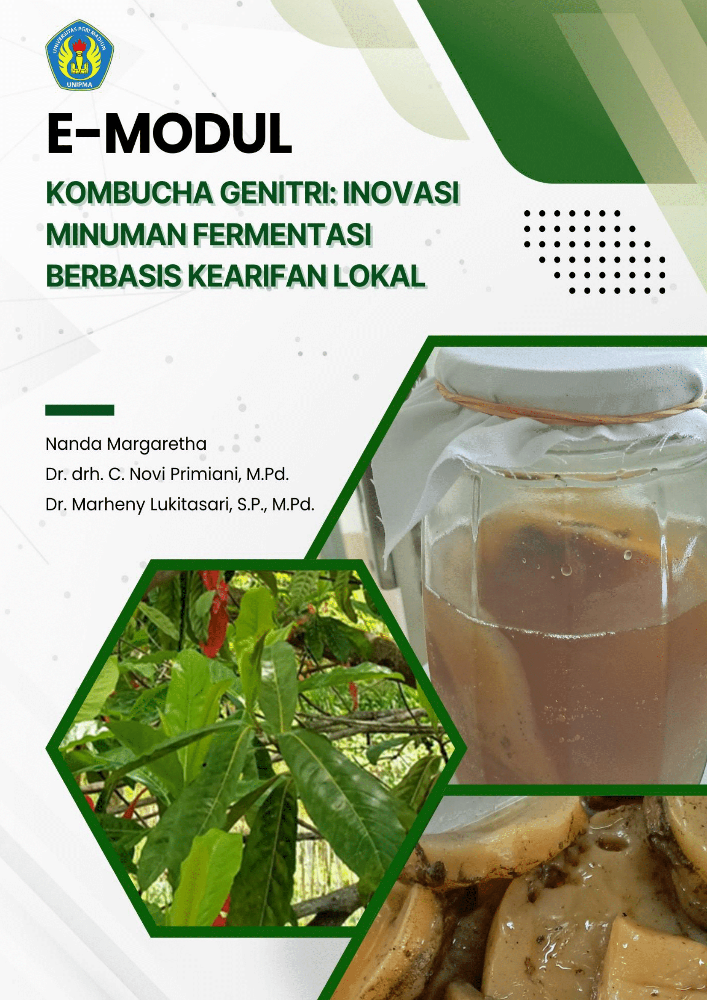 UNIVERSITAS PGRI MADIUN
UNIPMA
E-MODUL
KOMBUCHA GENITRI: INOVASI
MINUMAN FERMENTASI
BERBASIS KEARIFAN LOKAL
Nanda Margaretha
Dr. drh. C. Novi Primiani, M.Pd.
Dr. Marheny Lukitasari, S.P., M.Pd.